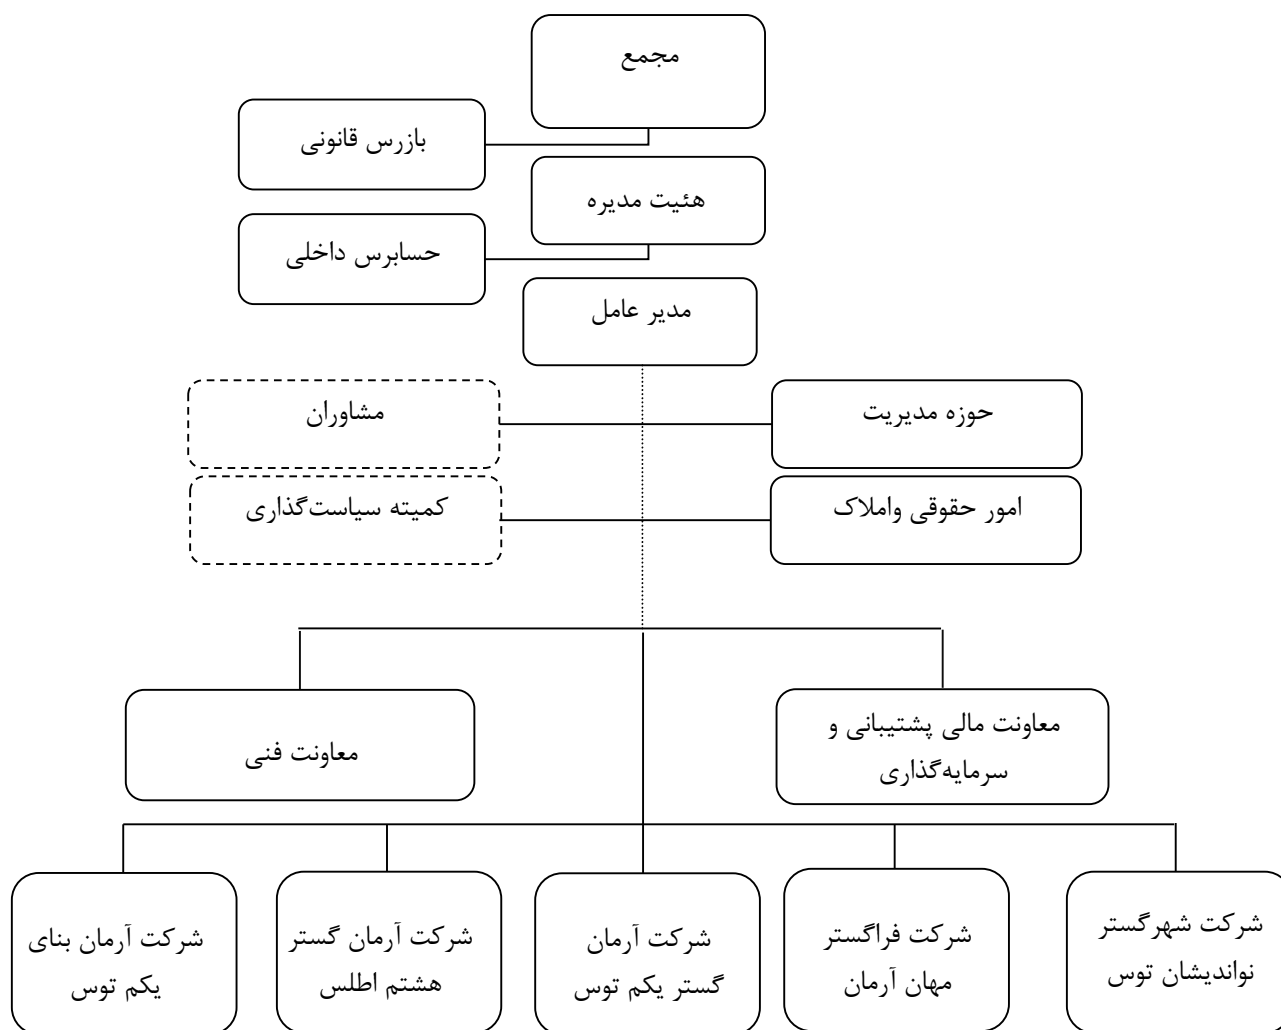 مجمع
بازرس قانونی
هئیت مدیره
حسابرس داخلی
مدیر عامل
حوزه مدیریت
مشاوران
امور حقوقی واملاک
کمیته سیاست‌گذاری
معاونت مالی پشتیبانی و
سرمایه‌گذاری
معاونت فنی
شرکت شهرگستر
نواندیشان توس
شرکت فراگستر
مهان آرمان
شرکت آرمان
گستر یکم توس
شرکت آرمان گستر
هشتم اطلس
شرکت آرمان بنای
یکم توس